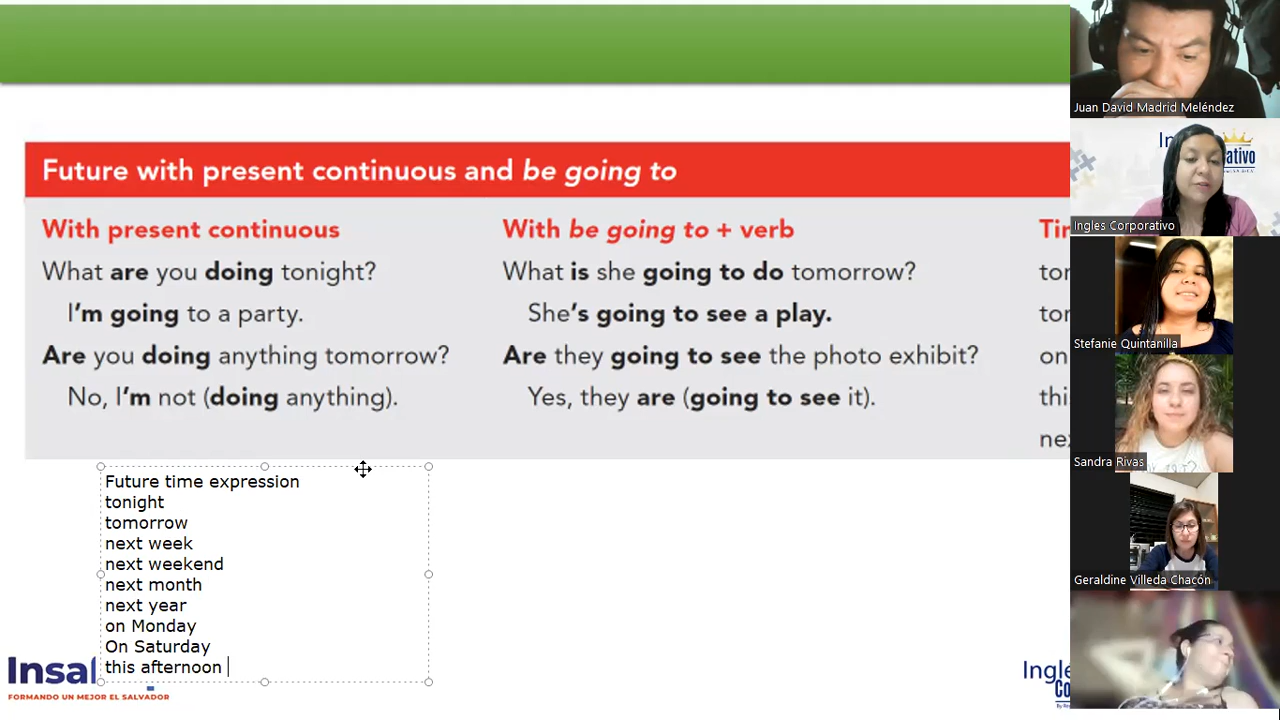 Future with present continuous and be going to
With present continuous
What are you doing tonight?
I'm going to a party.
Are you doing anything tomorrow?
No, I'm not (doing anything).
With be going to + verb
What is she going to do tomorrow?
She's going to see a play.
Are they going to see the photo exhibit?
Yes, they are (going to see it).
Future time expression
tonight
tomorrow
next week
next weekend
next month
next year
on Monday
On Saturday
this afternoon
FORMANDO UN MEJOR EL SALVADOR
Juan David Madrid Meléndez
Ingles Corporativo
Stefanie Quintanilla
Sandra Rivas
Geraldine Villeda Chacón